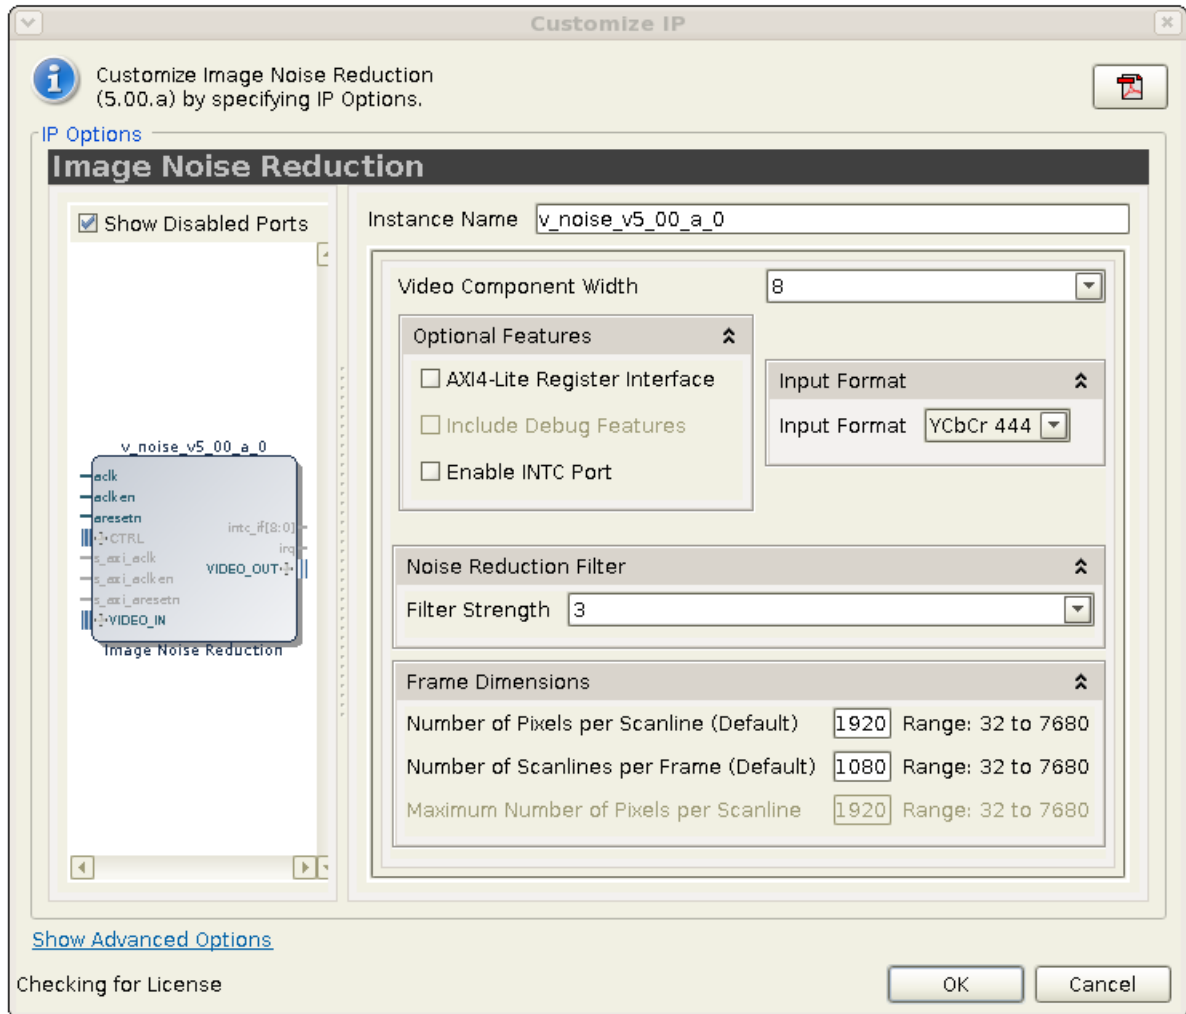 Customize IP
Customize Image Noise Reduction
(5.00.a) by specifying IP Options.
IP Options
Image Noise Reduction
Show Disabled Ports
v_noise_v5_00_a_0
aclk
aclken
aresetn
CTRL
s_axi_aclk
s_axi_aclken
s_axi_aresetn
VIDEO_IN
intc_if[8:0]
irq
VIDEO_OUT
Image Noise Reduction
Instance Name v_noise_v5_00_a_0
Video Component Width 8
Optional Features
AXI4-Lite Register Interface
Include Debug Features
Enable INTC Port
Input Format
Input Format YCbCr 444
Noise Reduction Filter
Filter Strength 3
Frame Dimensions
Number of Pixels per Scanline (Default) 1920 Range: 32 to 7680
Number of Scanlines per Frame (Default) 1080 Range: 32 to 7680
Maximum Number of Pixels per Scanline 1920 Range: 32 to 7680
Show Advanced Options
Checking for License
OK
Cancel